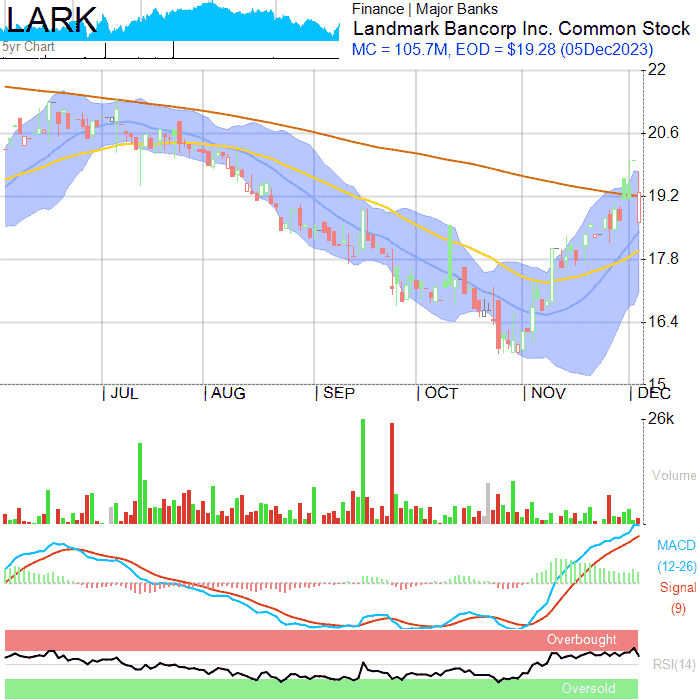 LARK
5yr Chart
Finance | Major Banks
Landmark Bancorp Inc. Common Stock
MC = 105.7M, EOD = $19.28 (05Dec2023)
22
20.6
19.2
17.8
16.4
15
JUL AUG SEP OCT NOV DEC
26k
Volume
MACD
(12-26)
Signal
(9)
Overbought
RSI(14)
Oversold